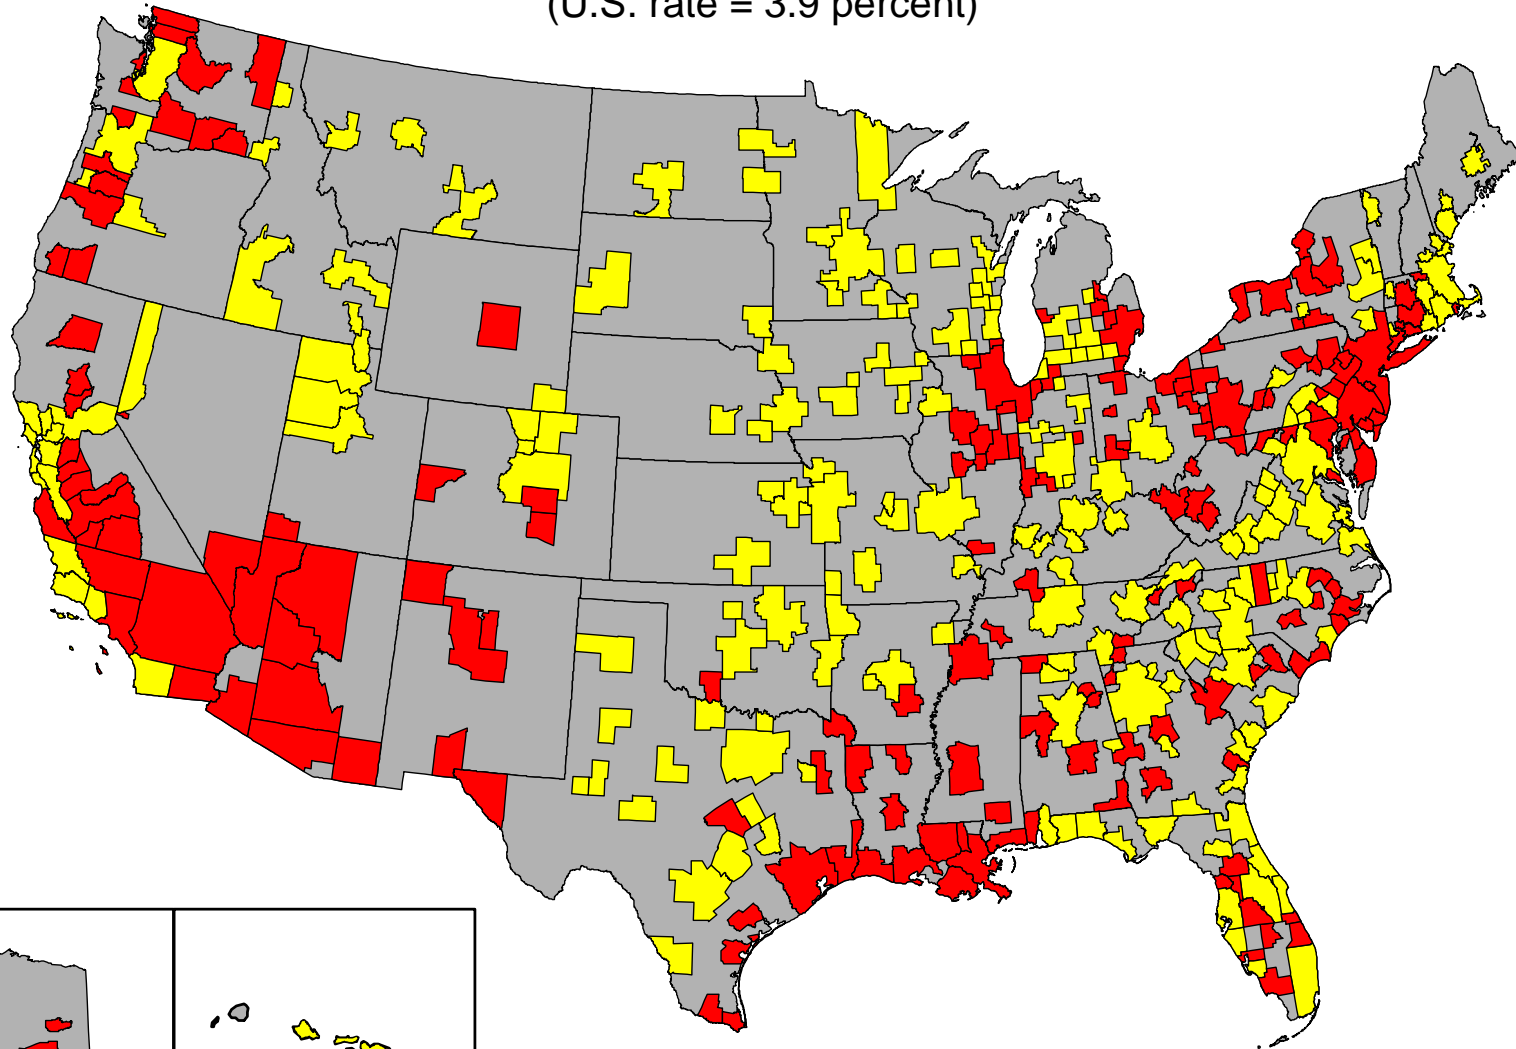 (U.S. rate = 3.9 percent)